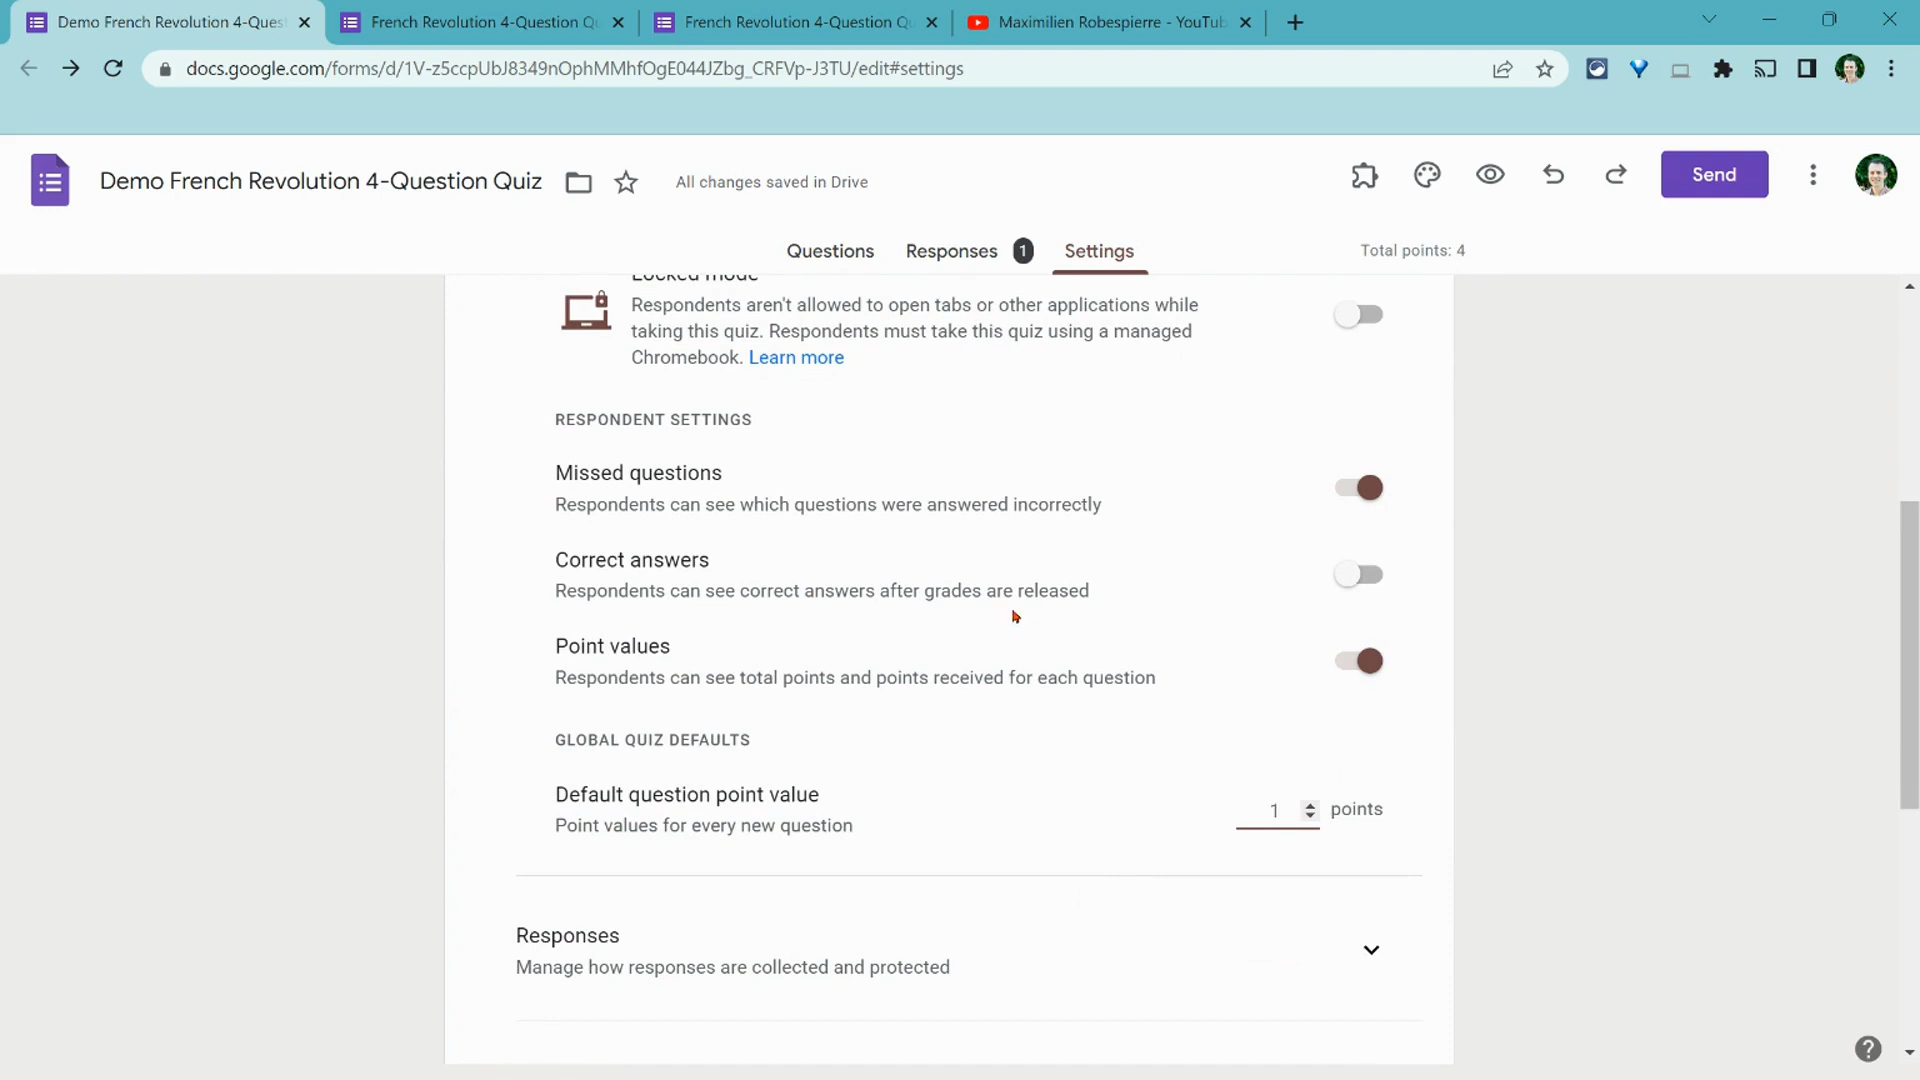 Demo French Revolution 4-Quest
French Revolution 4-Question Q
French Revolution 4-Question Qu
Maximilien Robespierre - YouTub
docs.google.com/forms/d/1V-z5ccpUbJ8349nOphMMhfOgE044JZbg_CRFVp-J3TU/edit#settings
Demo French Revolution 4-Question Quiz
All changes saved in Drive
Send
Questions
Responses 1
Settings
Total points: 4
Locked mode
Respondents aren't allowed to open tabs or other applications while
taking this quiz. Respondents must take this quiz using a managed
Chromebook. Learn more
RESPONDENT SETTINGS
Missed questions
Respondents can see which questions were answered incorrectly
Correct answers
Respondents can see correct answers after grades are released
Point values
Respondents can see total points and points received for each question
GLOBAL QUIZ DEFAULTS
Default question point value
1 points
Point values for every new question
Responses
Manage how responses are collected and protected